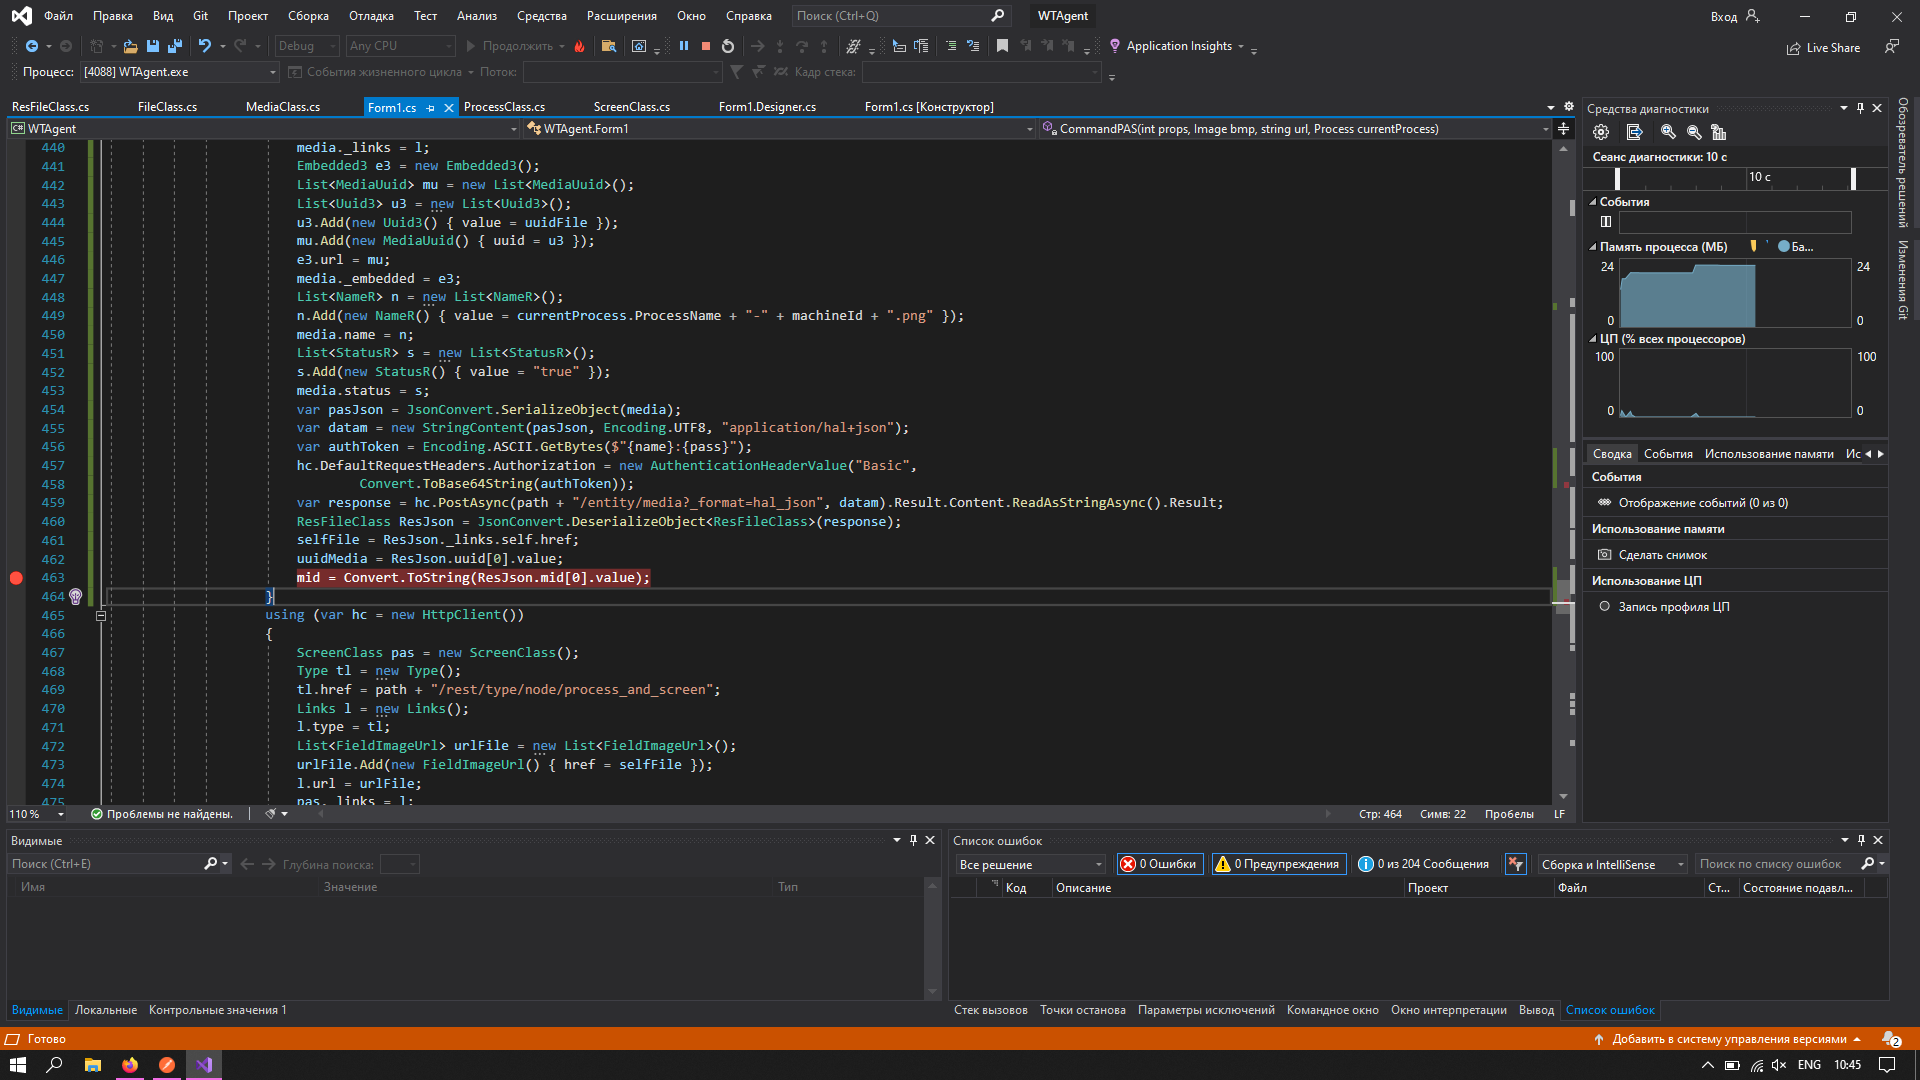 Файл Правка Вид Git Проект Сборка Отладка Тест Анализ Средства Расширения Окно Справка Поиск (Ctrl+Q) WTAgent Вход
Debug Any CPU Продолжить Application Insights Live Share
Процесс: [4088] WTAgent.exe События жизненного цикла Поток: Кадр стека:
ResFileClass.cs FileClass.cs MediaClass.cs Form1.cs ProcessClass.cs ScreenClass.cs Form1.Designer.cs Form1.cs [Конструктор]
C# WTAgent WTAgent.Form1 CommandPAS(int props, Image bmp, string url, Process currentProcess)
440 media._links = l;
441 Embedded3 e3 = new Embedded3();
442 List<MediaUuid> mu = new List<MediaUuid>();
443 List<Uuid3> u3 = new List<Uuid3>();
444 u3.Add(new Uuid3() { value = uuidFile });
445 mu.Add(new MediaUuid() { uuid = u3 });
446 e3.url = mu;
447 media._embedded = e3;
448 List<NameR> n = new List<NameR>();
449 n.Add(new NameR() { value = currentProcess.ProcessName + "-" + machineId + ".png" });
450 media.name = n;
451 List<StatusR> s = new List<StatusR>();
452 s.Add(new StatusR() { value = "true" });
453 media.status = s;
454 var pasJson = JsonConvert.SerializeObject(media);
455 var datam = new StringContent(pasJson, Encoding.UTF8, "application/hal+json");
456 var authToken = Encoding.ASCII.GetBytes($"{name}:{pass}");
457 hc.DefaultRequestHeaders.Authorization = new AuthenticationHeaderValue("Basic",
458 Convert.ToBase64String(authToken));
459 var response = hc.PostAsync(path + "/entity/media?_format=hal_json", datam).Result.Content.ReadAsStringAsync().Result;
460 ResFileClass ResJson = JsonConvert.DeserializeObject<ResFileClass>(response);
461 selfFile = ResJson._links.self.href;
462 uuidMedia = ResJson.uuid[0].value;
463 mid = Convert.ToString(ResJson.mid[0].value);
464 }
465 using (var hc = new HttpClient())
466 {
467 ScreenClass pas = new ScreenClass();
468 Type tl = new Type();
469 tl.href = path + "/rest/type/node/process_and_screen";
470 Links l = new Links();
471 l.type = tl;
472 List<FieldImageUrl> urlFile = new List<FieldImageUrl>();
473 urlFile.Add(new FieldImageUrl() { href = selfFile });
474 l.url = urlFile;
475 pas._links = l;
110 % Проблемы не найдены. Стр: 464 Симв: 22 Пробелы LF
Средства диагностики
Сеанс диагностики: 10 с
10 с
События
Память процесса (МБ) Ба...
24 24
0 0
ЦП (% всех процессоров)
100 100
0 0
Сводка События Использование памяти Ис
События
Отображение событий (0 из 0)
Использование памяти
Сделать снимок
Использование ЦП
Запись профиля ЦП
Обозреватель решений
Изменения Git
Видимые
Поиск (Ctrl+E) Глубина поиска:
Имя Значение Тип
Видимые Локальные Контрольные значения 1
Список ошибок
Все решение 0 Ошибки 0 Предупреждения 0 из 204 Сообщения Сборка и IntelliSense Поиск по списку ошибок
Код Описание Проект Файл Ст... Состояние подавл...
Стек вызовов Точки останова Параметры исключений Командное окно Окно интерпретации Вывод Список ошибок
Готово Добавить в систему управления версиями 2
ENG 10:45